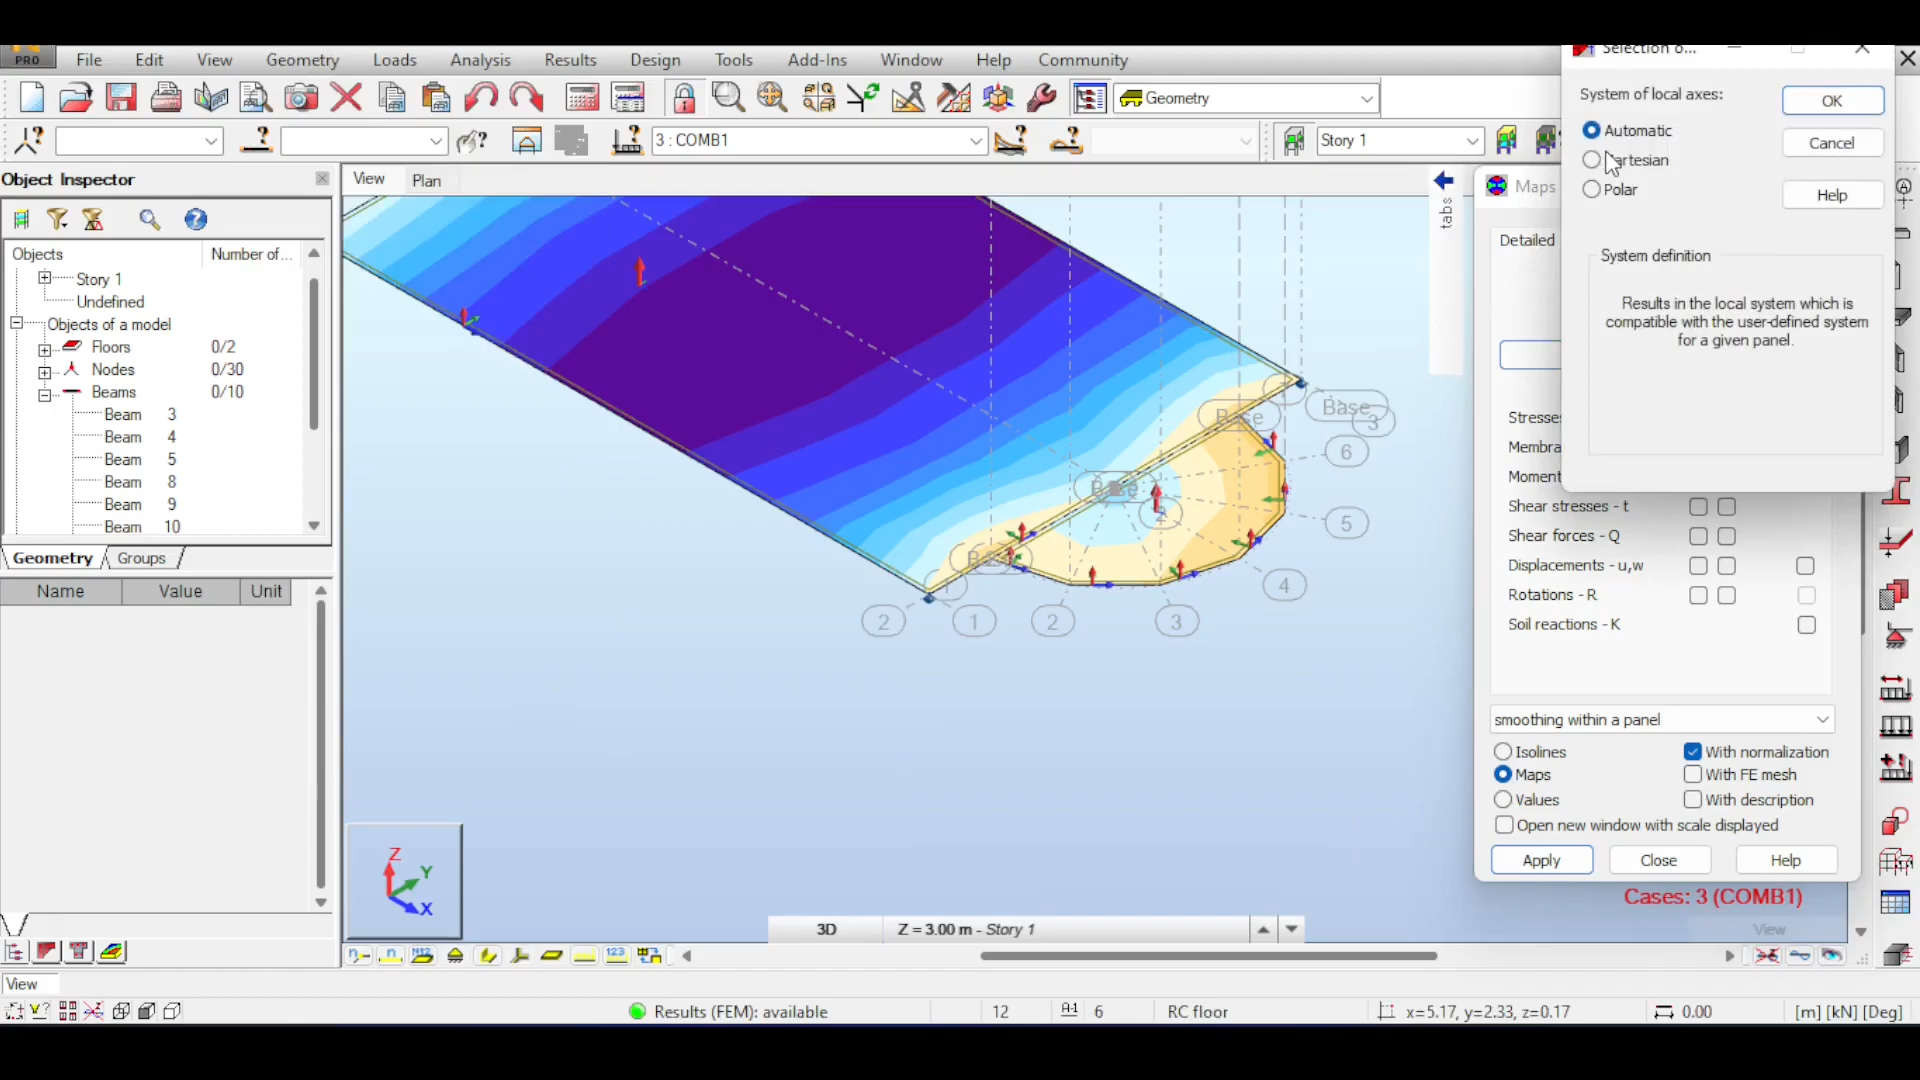 PRO File Edit View Geometry Loads Analysis Results Design Tools Add-Ins Window Help Community
Selection o...
Geometry
3 : COMB1
Story 1
System of local axes:
OK
Automatic
Cancel
rtesian
Polar
Help
System definition
Results in the local system which is
compatible with the user-defined system
for a given panel.
Object Inspector
View Plan
tabs
Maps
Detailed
Objects Number of...
Story 1
Undefined
Objects of a model
Floors 0/2
Nodes 0/30
Beams 0/10
Beam 3
Beam 4
Beam 5
Beam 8
Beam 9
Beam 10
Geometry Groups
Name Value Unit
Base
3
6
5
4
2
2 1 2 3
Stresses
Membra
Moment
Shear stresses - t
Shear forces - Q
Displacements - u,w
Rotations - R
Soil reactions - K
smoothing within a panel
Isolines With normalization
Maps With FE mesh
Values With description
Open new window with scale displayed
Apply Close Help
Cases: 3 (COMB1)
View
Z
Y
X
3D Z = 3.00 m - Story 1
View
Results (FEM): available 12 6 RC floor x=5.17, y=2.33, z=0.17 0.00 [m] [kN] [Deg]